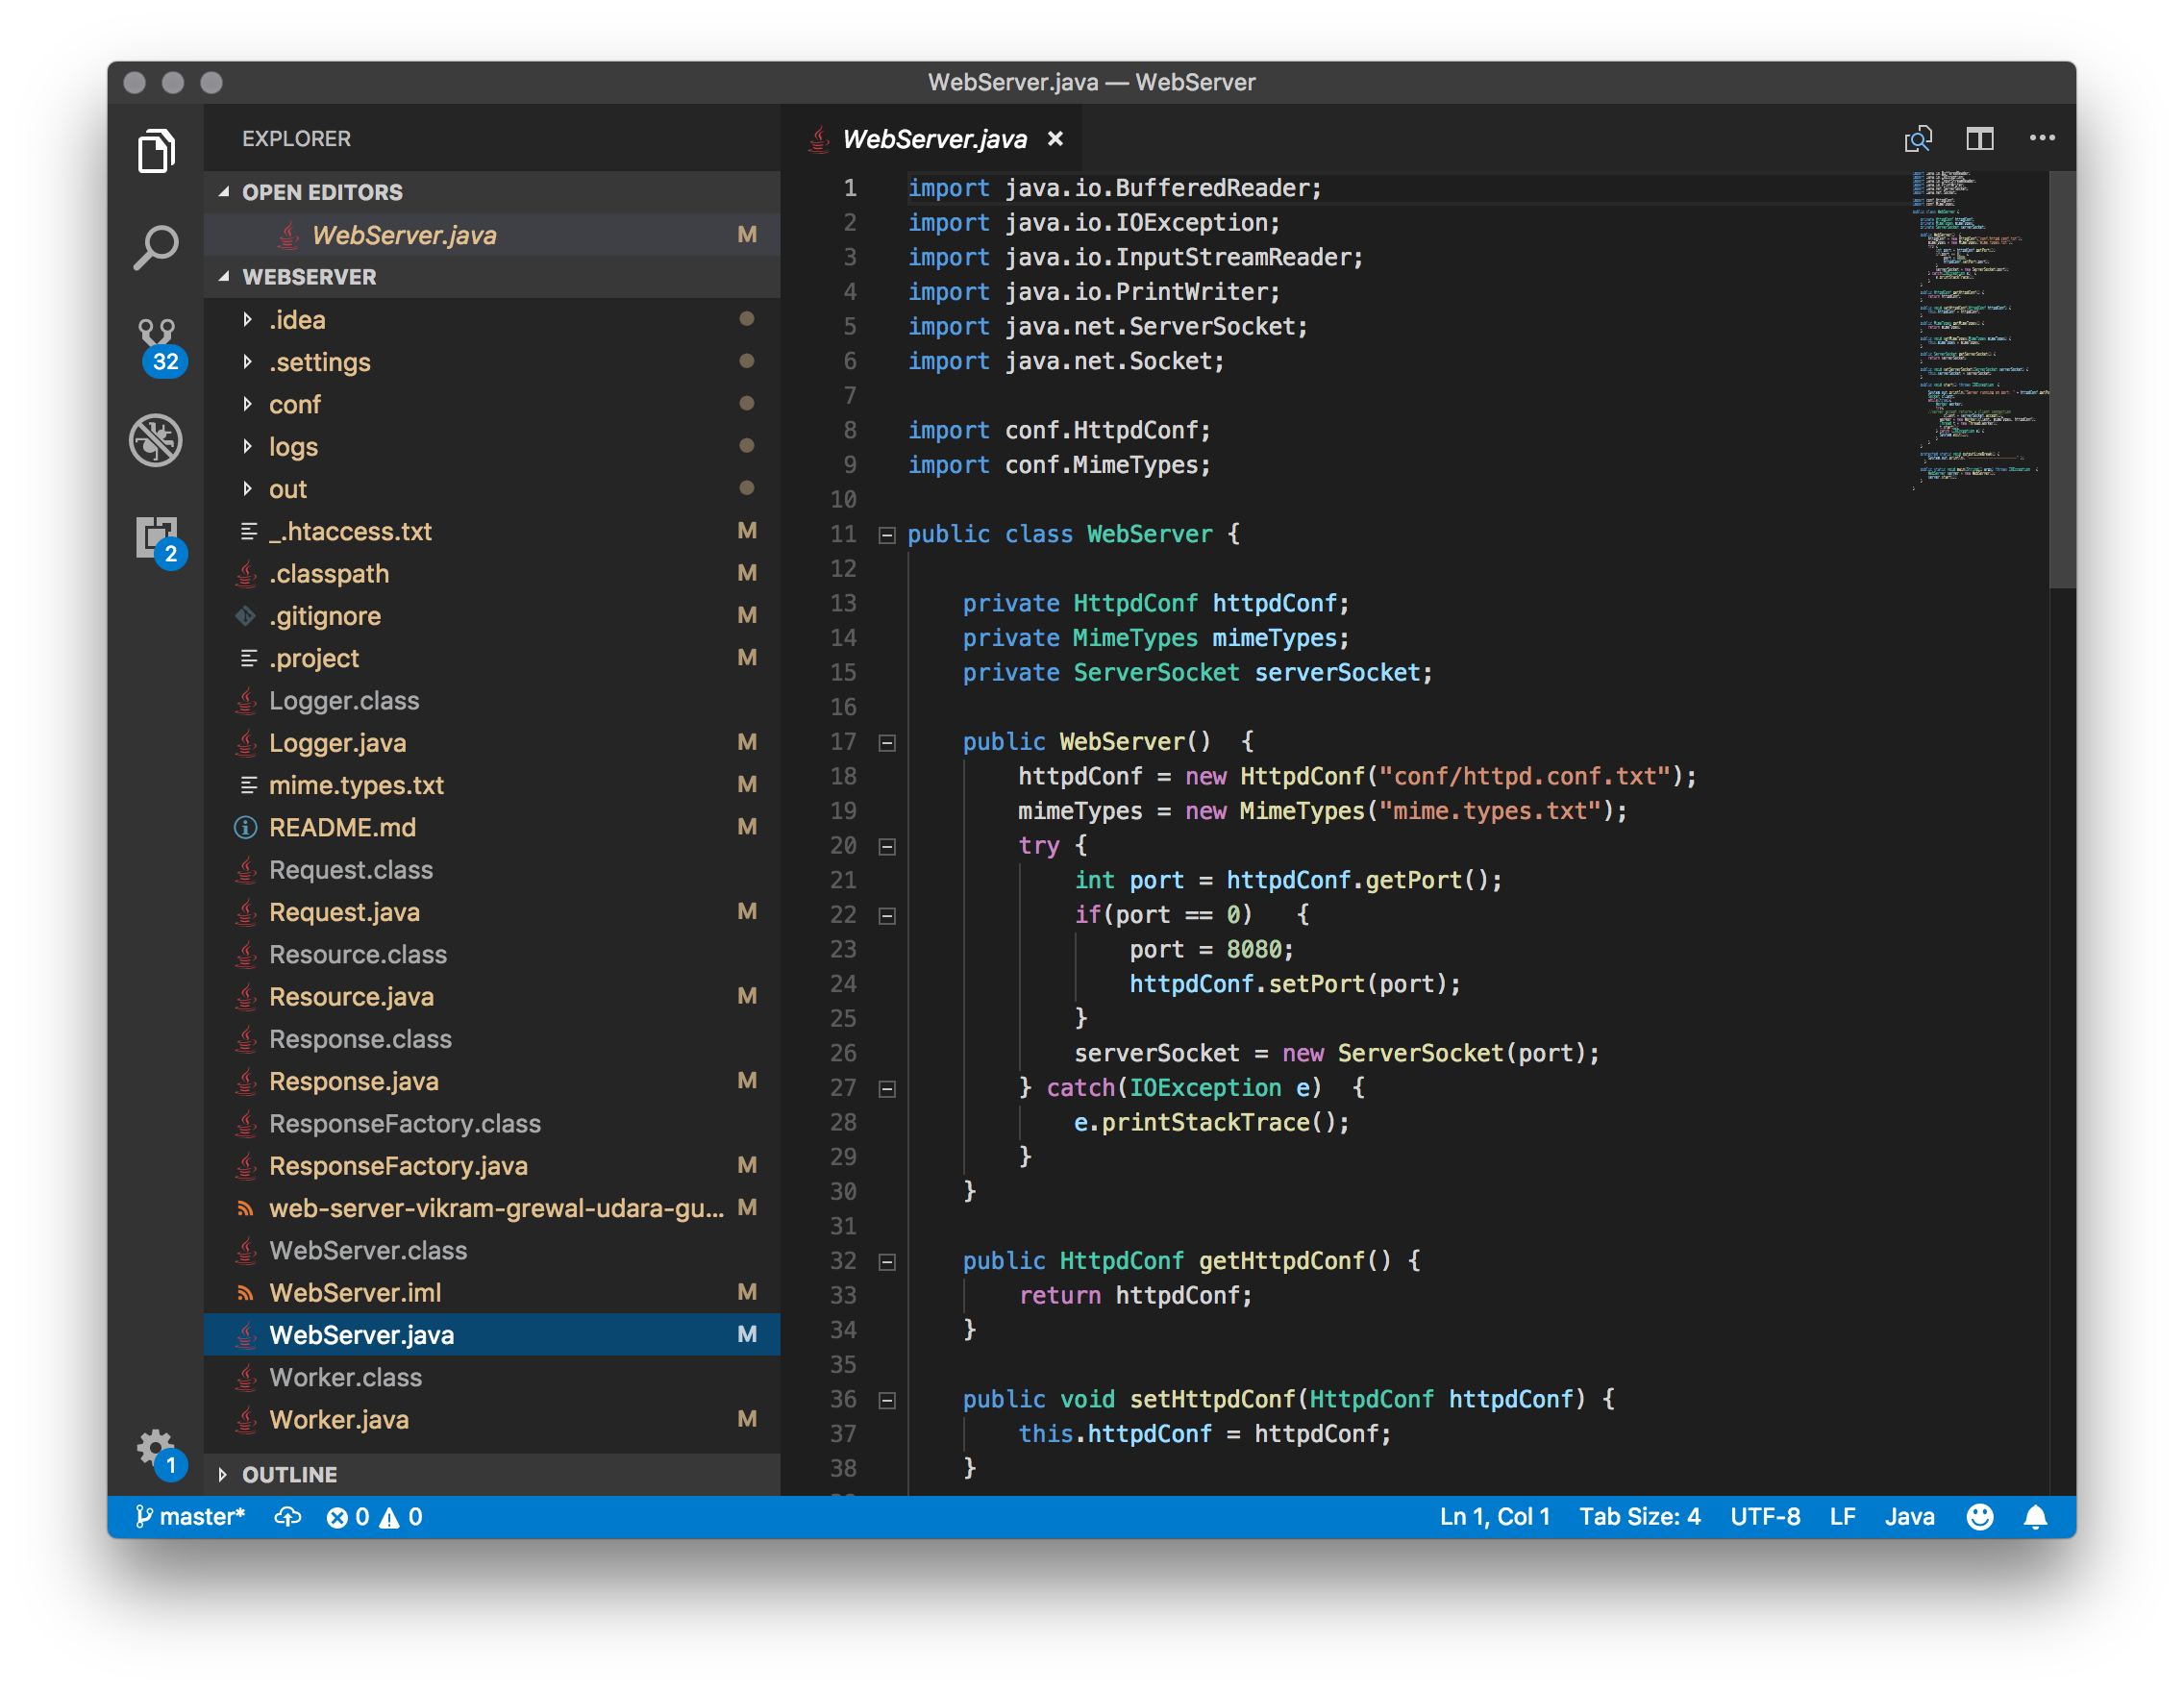 WebServer.java — WebServer
EXPLORER
OPEN EDITORS
WebServer.java M
WEBSERVER
.idea
.settings
conf
logs
out
_.htaccess.txt M
.classpath M
.gitignore M
.project M
Logger.class
Logger.java M
mime.types.txt M
README.md M
Request.class
Request.java M
Resource.class
Resource.java M
Response.class
Response.java M
ResponseFactory.class
ResponseFactory.java M
web-server-vikram-grewal-udara-gu... M
WebServer.class
WebServer.iml M
WebServer.java M
Worker.class
Worker.java M
OUTLINE
32
2
1
WebServer.java ×
1 import java.io.BufferedReader;
2 import java.io.IOException;
3 import java.io.InputStreamReader;
4 import java.io.PrintWriter;
5 import java.net.ServerSocket;
6 import java.net.Socket;
7
8 import conf.HttpdConf;
9 import conf.MimeTypes;
10
11 public class WebServer {
12
13     private HttpdConf httpdConf;
14     private MimeTypes mimeTypes;
15     private ServerSocket serverSocket;
16
17     public WebServer()  {
18         httpdConf = new HttpdConf("conf/httpd.conf.txt");
19         mimeTypes = new MimeTypes("mime.types.txt");
20         try {
21             int port = httpdConf.getPort();
22             if(port == 0)   {
23                 port = 8080;
24                 httpdConf.setPort(port);
25             }
26             serverSocket = new ServerSocket(port);
27         } catch(IOException e)  {
28             e.printStackTrace();
29         }
30     }
31
32     public HttpdConf getHttpdConf() {
33         return httpdConf;
34     }
35
36     public void setHttpdConf(HttpdConf httpdConf) {
37         this.httpdConf = httpdConf;
38     }
master* 0 0 Ln 1, Col 1 Tab Size: 4 UTF-8 LF Java